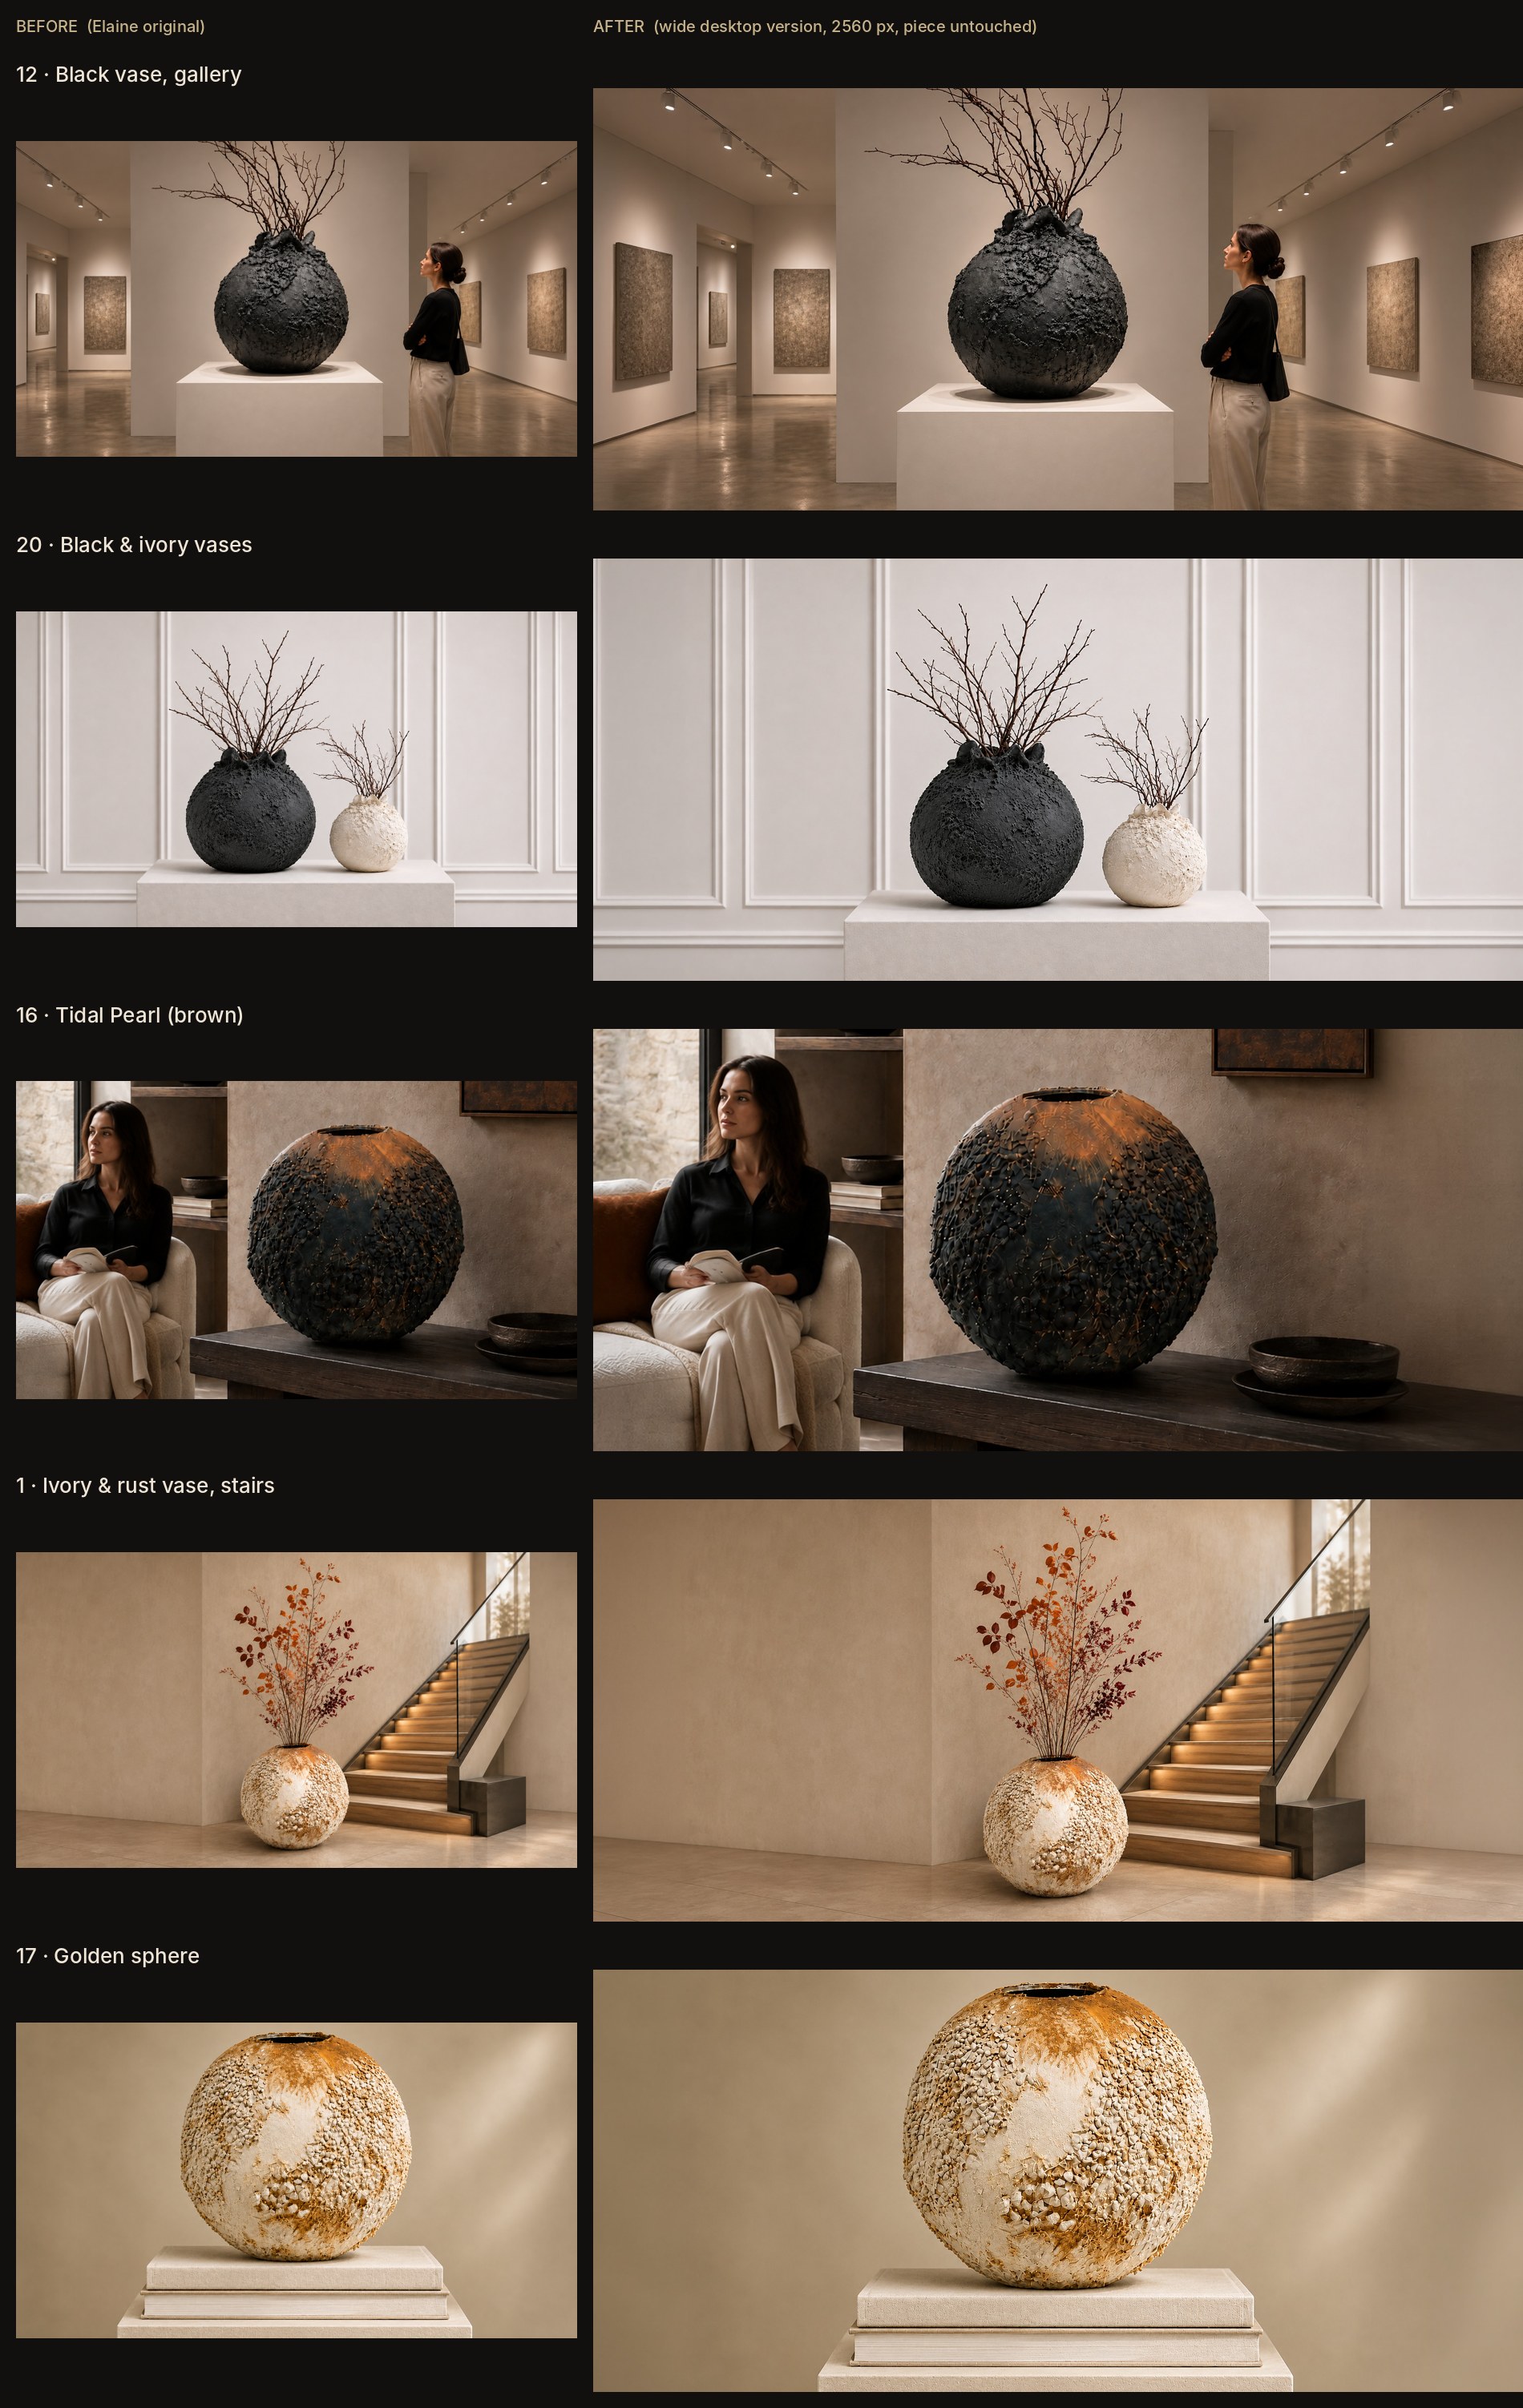 BEFORE (Elaine original)
AFTER (wide desktop version, 2560 px, piece untouched)
12 · Black vase, gallery
20 · Black & ivory vases
16 · Tidal Pearl (brown)
1 · Ivory & rust vase, stairs
17 · Golden sphere